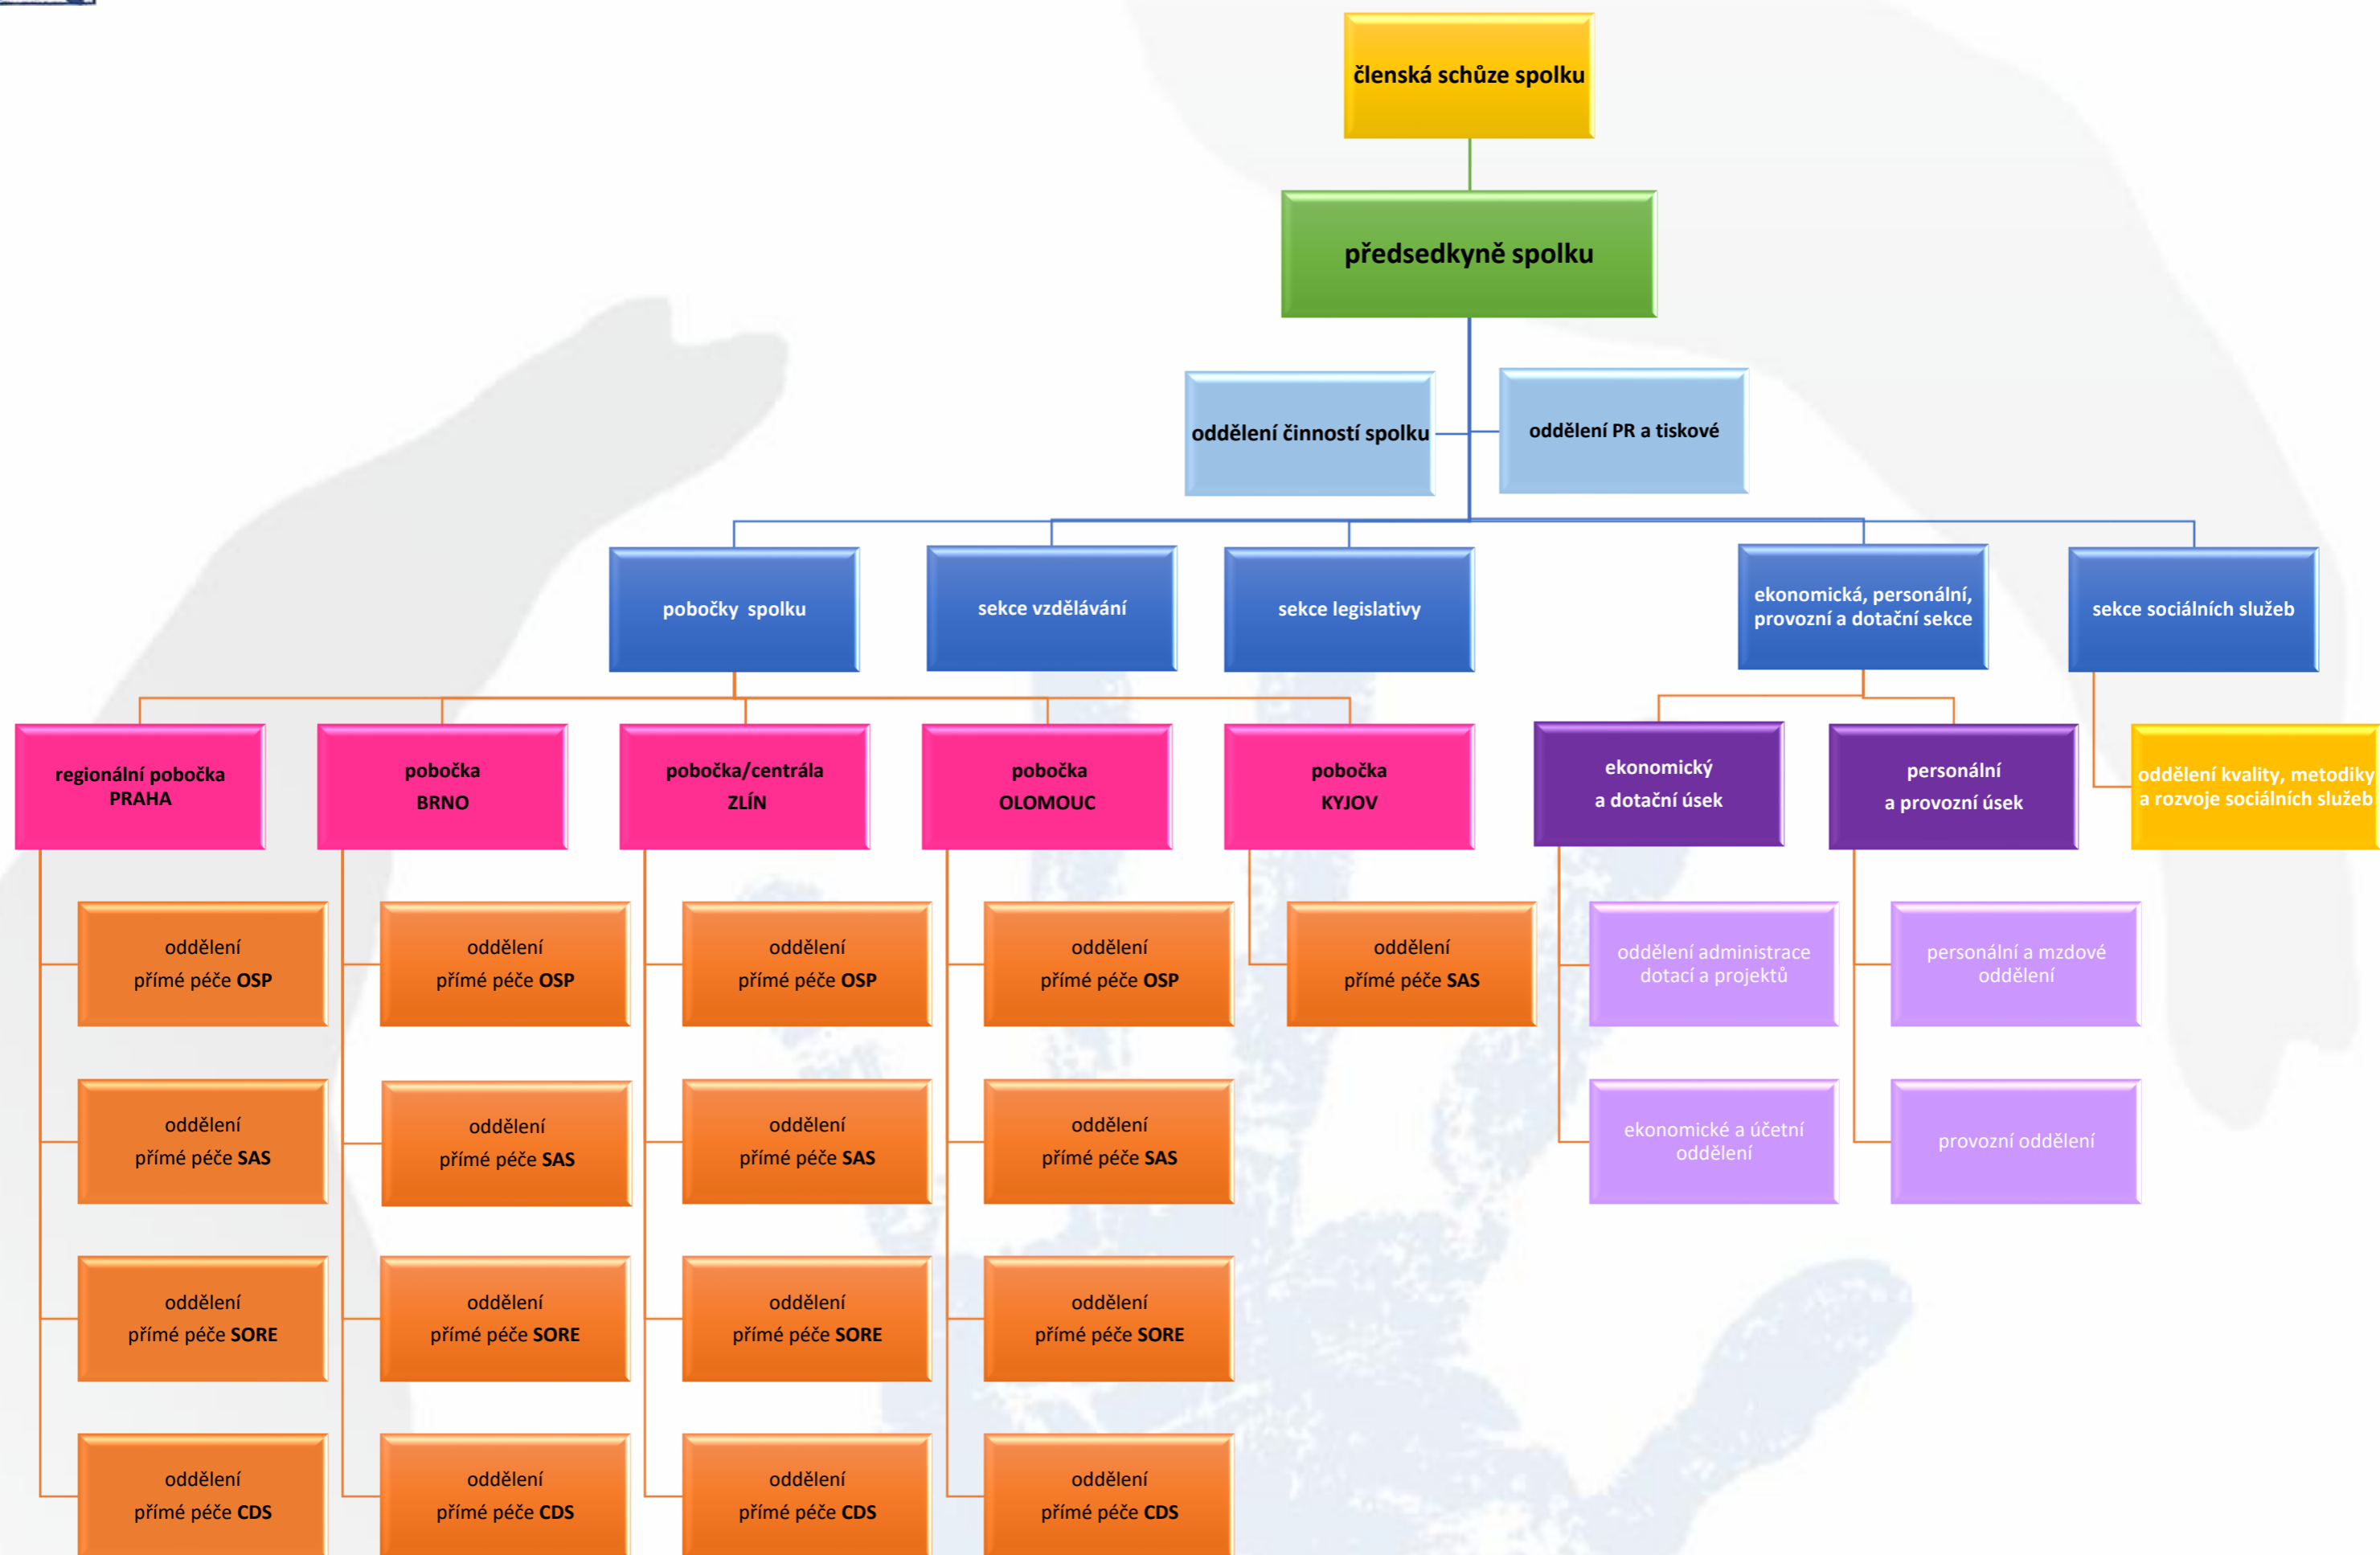 členská schůze spolku
předsedkyně spolku
oddělení činností spolku
oddělení PR a tiskové
pobočky spolku
sekce vzdělávání
sekce legislativy
ekonomická, personální,
provozní a dotační sekce
sekce sociálních služeb
regionální pobočka
PRAHA
pobočka
BRNO
pobočka/centrála
ZLÍN
pobočka
OLOMOUC
pobočka
KYJOV
ekonomický
a dotační úsek
personální
a provozní úsek
oddělení kvality, metodiky
a rozvoje sociálních služeb
oddělení
přímé péče OSP
oddělení
přímé péče OSP
oddělení
přímé péče OSP
oddělení
přímé péče OSP
oddělení
přímé péče SAS
oddělení administrace
dotací a projektů
personální a mzdové
oddělení
oddělení
přímé péče SAS
oddělení
přímé péče SAS
oddělení
přímé péče SAS
oddělení
přímé péče SAS
ekonomické a účetní
oddělení
provozní oddělení
oddělení
přímé péče SORE
oddělení
přímé péče SORE
oddělení
přímé péče SORE
oddělení
přímé péče SORE
oddělení
přímé péče CDS
oddělení
přímé péče CDS
oddělení
přímé péče CDS
oddělení
přímé péče CDS